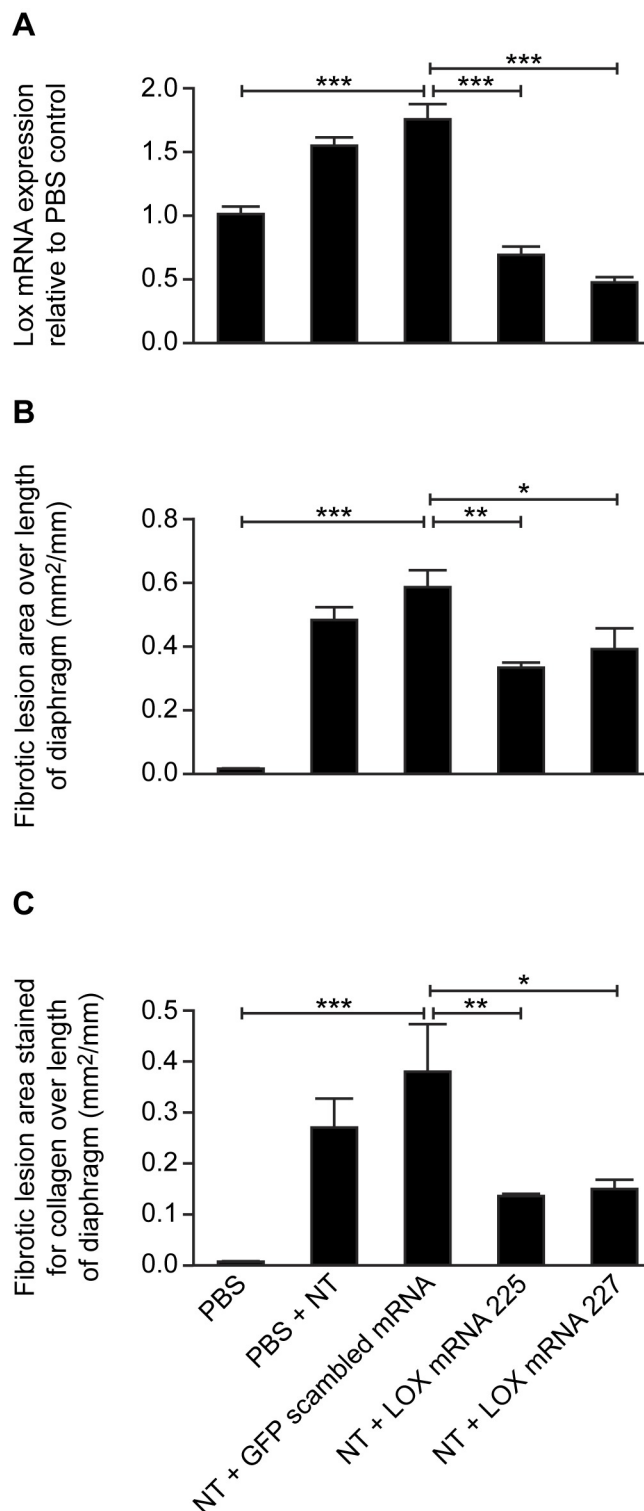 A
***
***
***
2.0
1.5
1.0
0.5
0.0
Lox mRNA expression
relative to PBS control
B
*
***
**
0.8
0.6
0.4
0.2
0.0
Fibrotic lesion area over length
of diaphragm (mm²/mm)
C
*
***
**
0.5
0.4
0.3
0.2
0.1
0.0
Fibrotic lesion area stained
for collagen over length
of diaphragm (mm²/mm)
PBS
PBS + NT
NT + GFP scambled mRNA
NT + LOX mRNA 225
NT + LOX mRNA 227